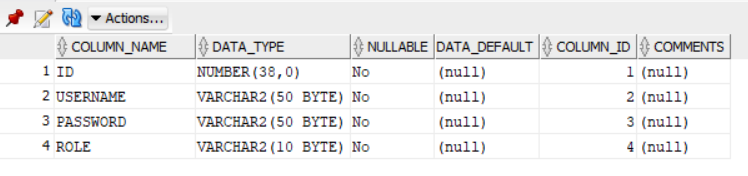 Actions...
COLUMN_NAME DATA_TYPE NULLABLE DATA_DEFAULT COLUMN_ID COMMENTS
1 ID NUMBER(38,0) No (null) 1 (null)
2 USERNAME VARCHAR2(50 BYTE) No (null) 2 (null)
3 PASSWORD VARCHAR2(50 BYTE) No (null) 3 (null)
4 ROLE VARCHAR2(10 BYTE) No (null) 4 (null)